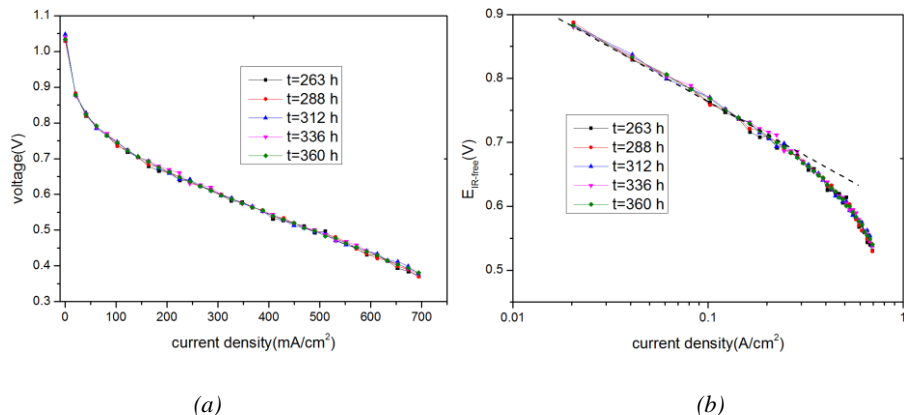 1.1
1.0
0.9
0.8
0.7
0.6
0.5
0.4
0.3
voltage(V)
0 100 200 300 400 500 600 700
current density(mA/cm²)
t=263 h
t=288 h
t=312 h
t=336 h
t=360 h
(a)
0.9
0.8
0.7
0.6
0.5
E_IR-free(V)
0.01 0.1 1
current density(A/cm²)
t=263 h
t=288 h
t=312 h
t=336 h
t=360 h
(b)